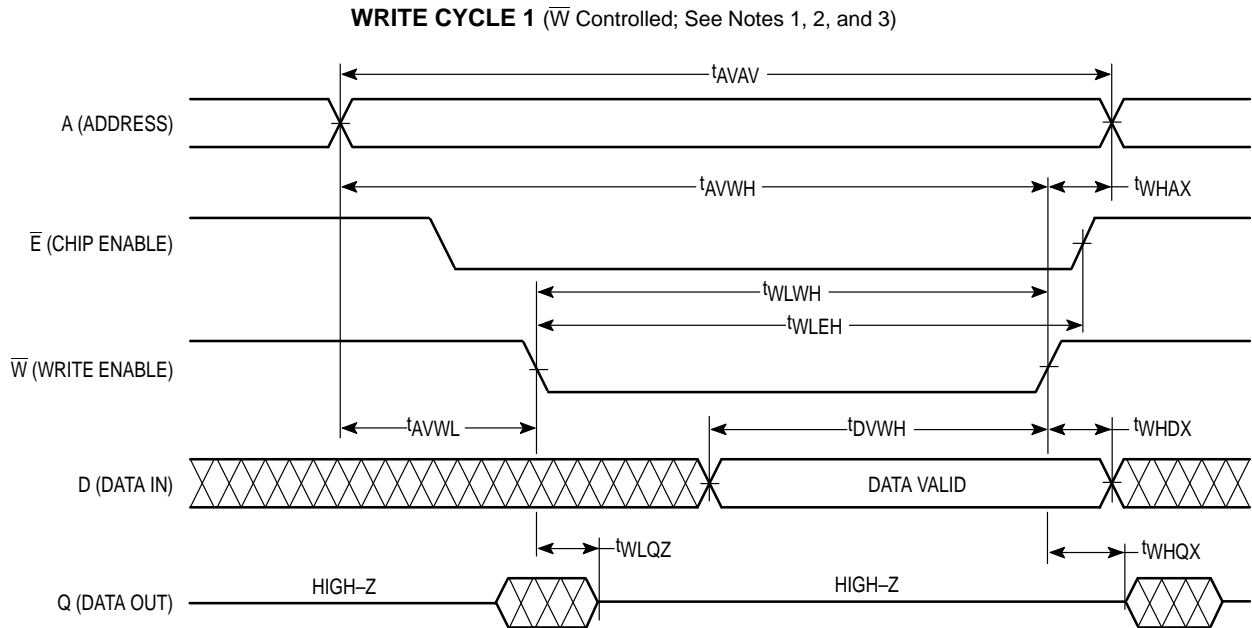 WRITE CYCLE 1 (W̅ Controlled; See Notes 1, 2, and 3)
tAVAV
A (ADDRESS)
tAVWH
tWHAX
E̅ (CHIP ENABLE)
tWLWH
tWLEH
W̅ (WRITE ENABLE)
tAVWL
tDVWH
tWHDX
D (DATA IN)
DATA VALID
tWLQZ
tWHQX
HIGH–Z
HIGH–Z
Q (DATA OUT)